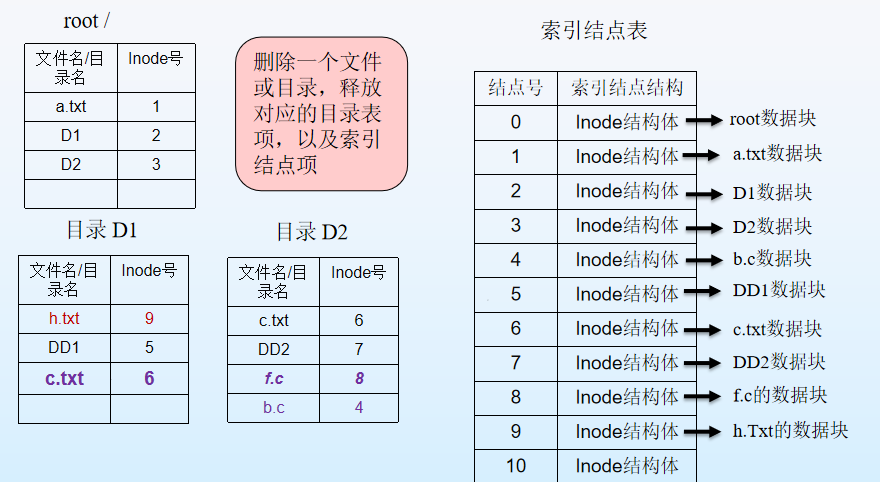 root /
文件名/目
录名
Inode号
a.txt
1
D1
2
D2
3
删除一个文件
或目录，释放
对应的目录表
项，以及索引
结点项
目录 D1
文件名/目
录名
Inode号
h.txt
9
DD1
5
c.txt
6
目录 D2
文件名/目
录名
Inode号
c.txt
6
DD2
7
f.c
8
b.c
4
索引结点表
结点号
索引结点结构
0
Inode结构体
root数据块
1
Inode结构体
a.txt数据块
2
Inode结构体
D1数据块
3
Inode结构体
D2数据块
4
Inode结构体
b.c数据块
5
Inode结构体
DD1数据块
6
Inode结构体
c.txt数据块
7
Inode结构体
DD2数据块
8
Inode结构体
f.c的数据块
9
Inode结构体
h.Txt的数据块
10
Inode结构体